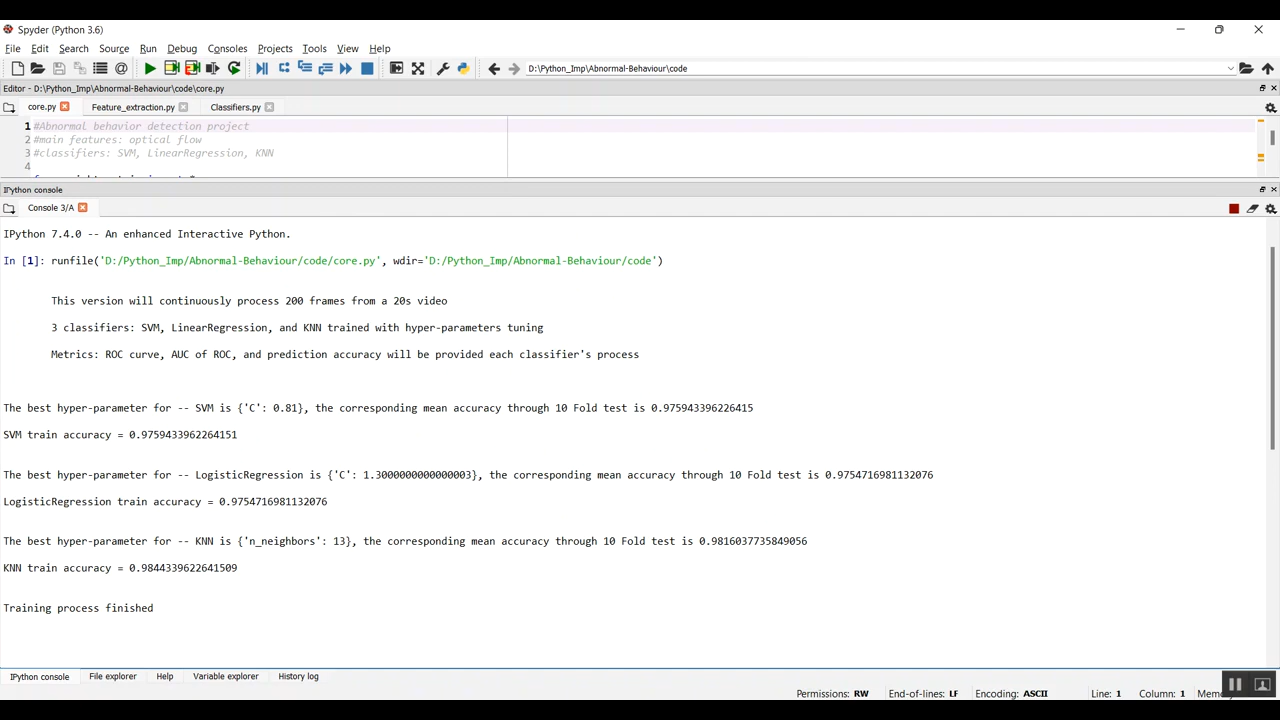 Spyder (Python 3.6)
File Edit Search Source Run Debug Consoles Projects Tools View Help
D:\Python_Imp\Abnormal-Behaviour\code
Editor - D:\Python_Imp\Abnormal-Behaviour\code\core.py
core.py Feature_extraction.py Classifiers.py
1 #Abnormal behavior detection project
2 #main features: optical flow
3 #classifiers: SVM, LinearRegression, KNN
4
IPython console
Console 3/A
IPython 7.4.0 -- An enhanced Interactive Python.
In [1]: runfile('D:/Python_Imp/Abnormal-Behaviour/code/core.py', wdir='D:/Python_Imp/Abnormal-Behaviour/code')
This version will continuously process 200 frames from a 20s video
3 classifiers: SVM, LinearRegression, and KNN trained with hyper-parameters tuning
Metrics: ROC curve, AUC of ROC, and prediction accuracy will be provided each classifier's process
The best hyper-parameter for -- SVM is {'C': 0.81}, the corresponding mean accuracy through 10 Fold test is 0.975943396226415
SVM train accuracy = 0.9759433962264151
The best hyper-parameter for -- LogisticRegression is {'C': 1.3000000000000003}, the corresponding mean accuracy through 10 Fold test is 0.9754716981132076
LogisticRegression train accuracy = 0.9754716981132076
The best hyper-parameter for -- KNN is {'n_neighbors': 13}, the corresponding mean accuracy through 10 Fold test is 0.9816037735849056
KNN train accuracy = 0.9844339622641509
Training process finished
IPython console File explorer Help Variable explorer History log
Permissions: RW End-of-lines: LF Encoding: ASCII Line: 1 Column: 1